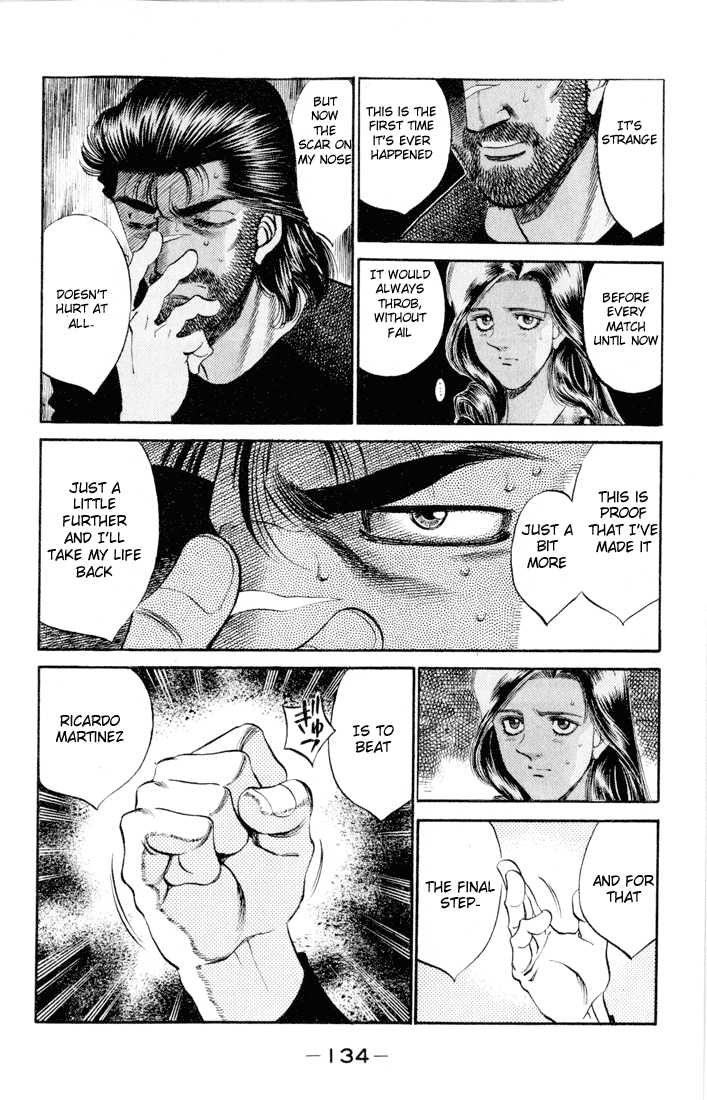 IT'S
STRANGE
THIS IS THE
FIRST TIME
IT'S EVER
HAPPENED
BEFORE
EVERY
MATCH
UNTIL NOW
IT WOULD
ALWAYS
THROB,
WITHOUT
FAIL
...
BUT
NOW
THE
SCAR ON
MY NOSE
DOESN'T
HURT AT
ALL-
THIS IS
PROOF
THAT I'VE
MADE IT
JUST A
BIT
MORE
JUST A
LITTLE
FURTHER
AND I'LL
TAKE MY LIFE
BACK
AND FOR
THAT
THE FINAL
STEP-
IS TO
BEAT
ぎゅっ
RICARDO
MARTINEZ
-134-